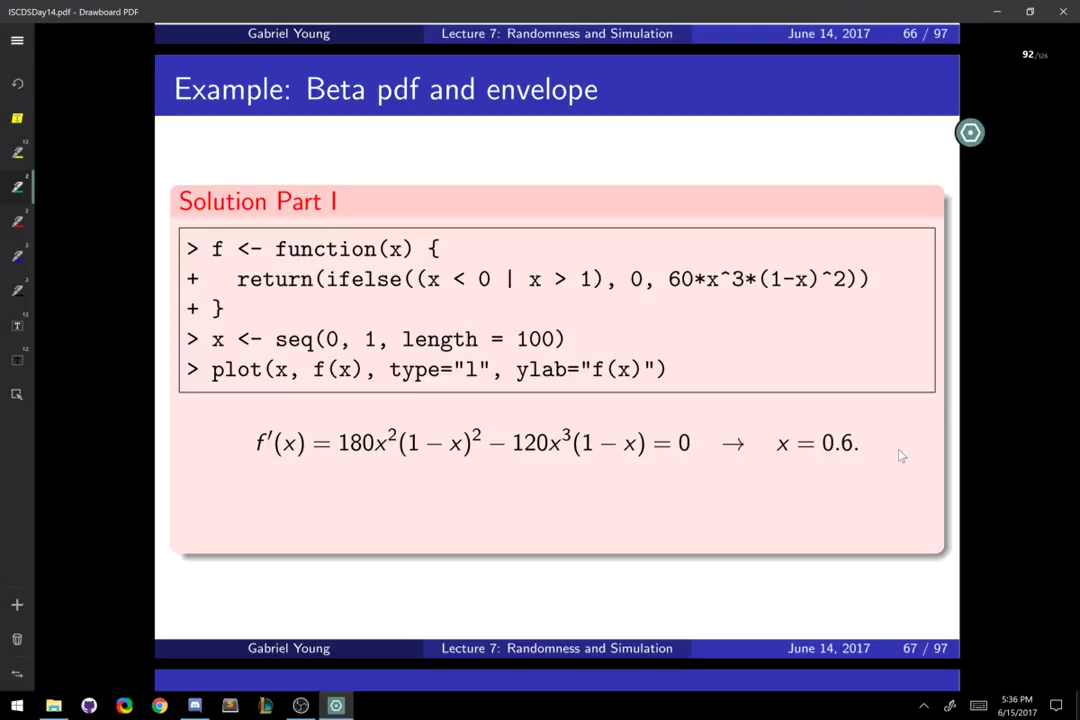 ISCDSDay14.pdf - Drawboard PDF
Gabriel Young Lecture 7: Randomness and Simulation June 14, 2017 66 / 97
92/126
Example: Beta pdf and envelope
Solution Part I
> f <- function(x) {
+ return(ifelse((x < 0 | x > 1), 0, 60*x^3*(1-x)^2))
+ }
> x <- seq(0, 1, length = 100)
> plot(x, f(x), type="l", ylab="f(x)")
f′(x) = 180x²(1 − x)² − 120x³(1 − x) = 0 → x = 0.6.
Gabriel Young Lecture 7: Randomness and Simulation June 14, 2017 67 / 97
5:36 PM
6/15/2017